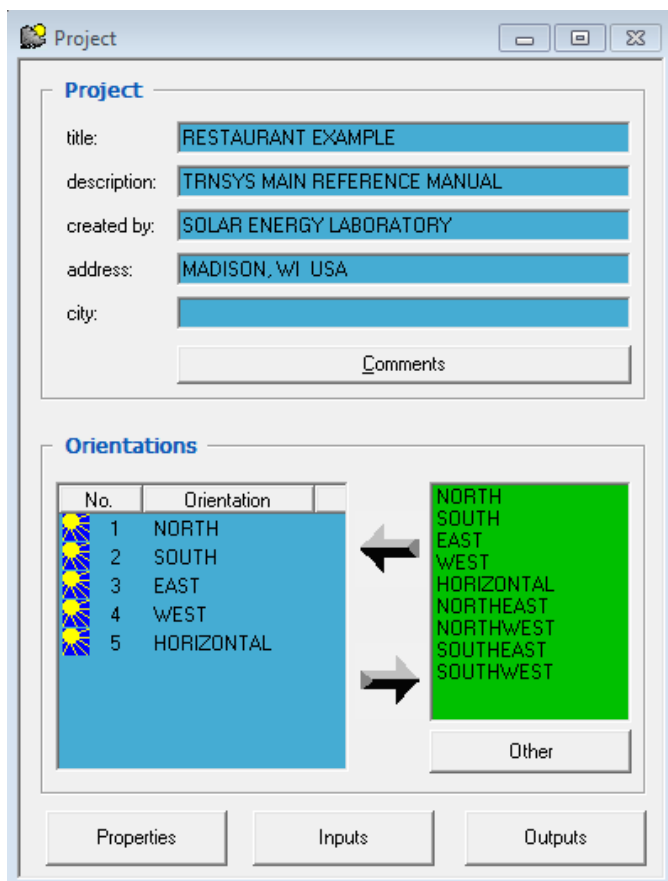 Project
Project
title: RESTAURANT EXAMPLE
description: TRNSYS MAIN REFERENCE MANUAL
created by: SOLAR ENERGY LABORATORY
address: MADISON, WI  USA
city:
Comments
Orientations
No. Orientation
1 NORTH
2 SOUTH
3 EAST
4 WEST
5 HORIZONTAL
NORTH
SOUTH
EAST
WEST
HORIZONTAL
NORTHEAST
NORTHWEST
SOUTHEAST
SOUTHWEST
Other
Properties Inputs Outputs